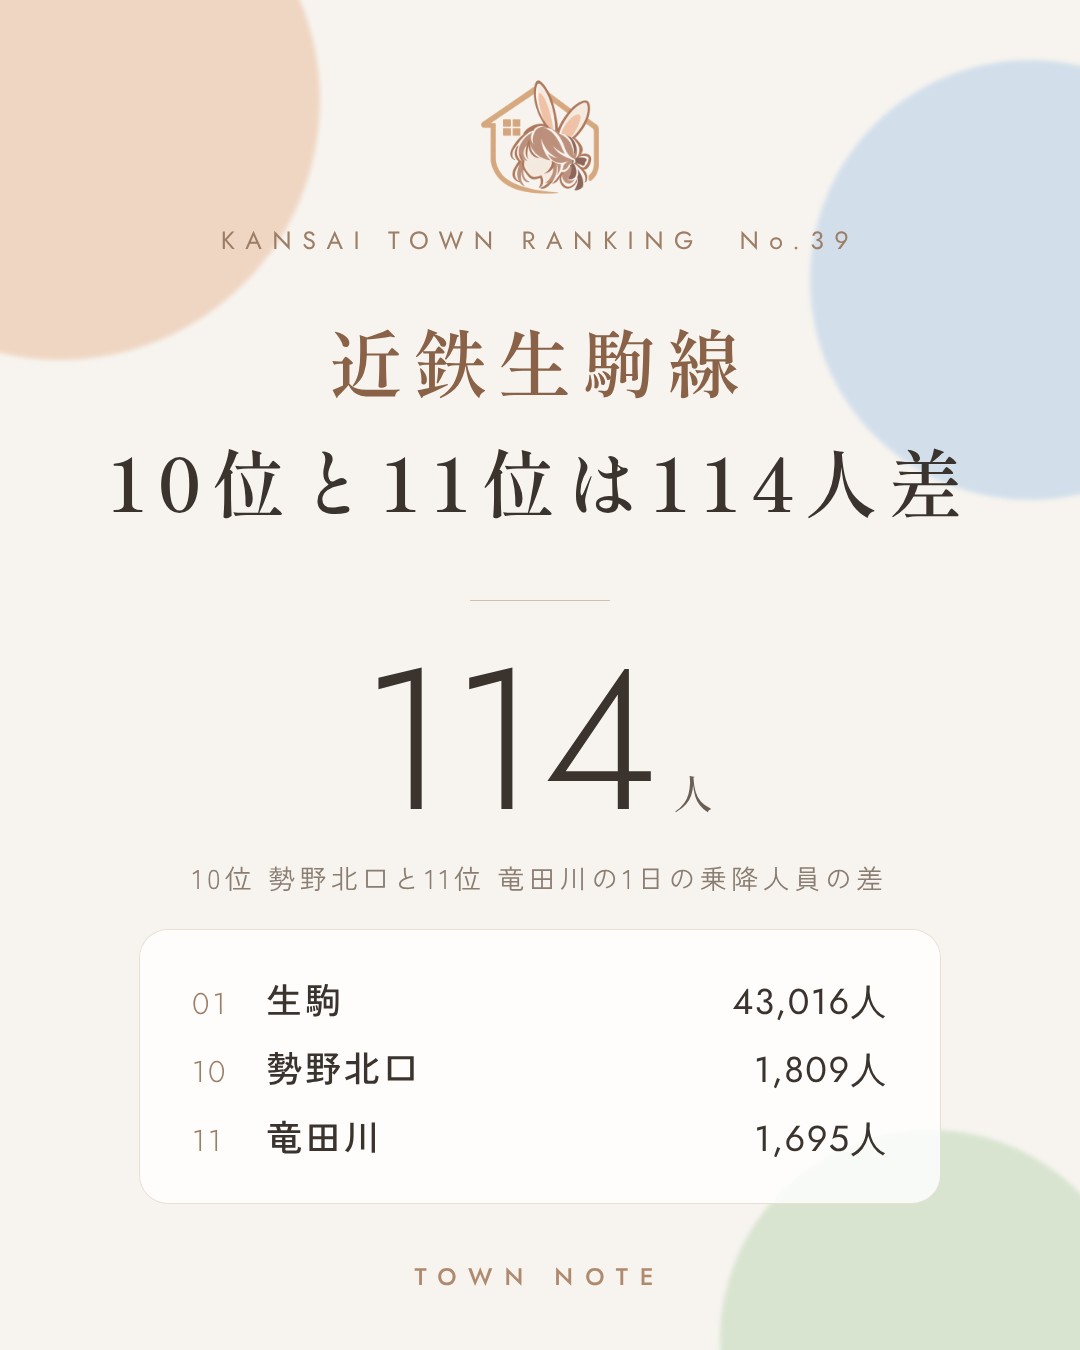 KANSAI TOWN RANKING No.39
近鉄生駒線
10位と11位は114人差
114人
10位 勢野北口と11位 竜田川の1日の乗降人員の差
01 生駒 43,016人
10 勢野北口 1,809人
11 竜田川 1,695人
TOWN NOTE